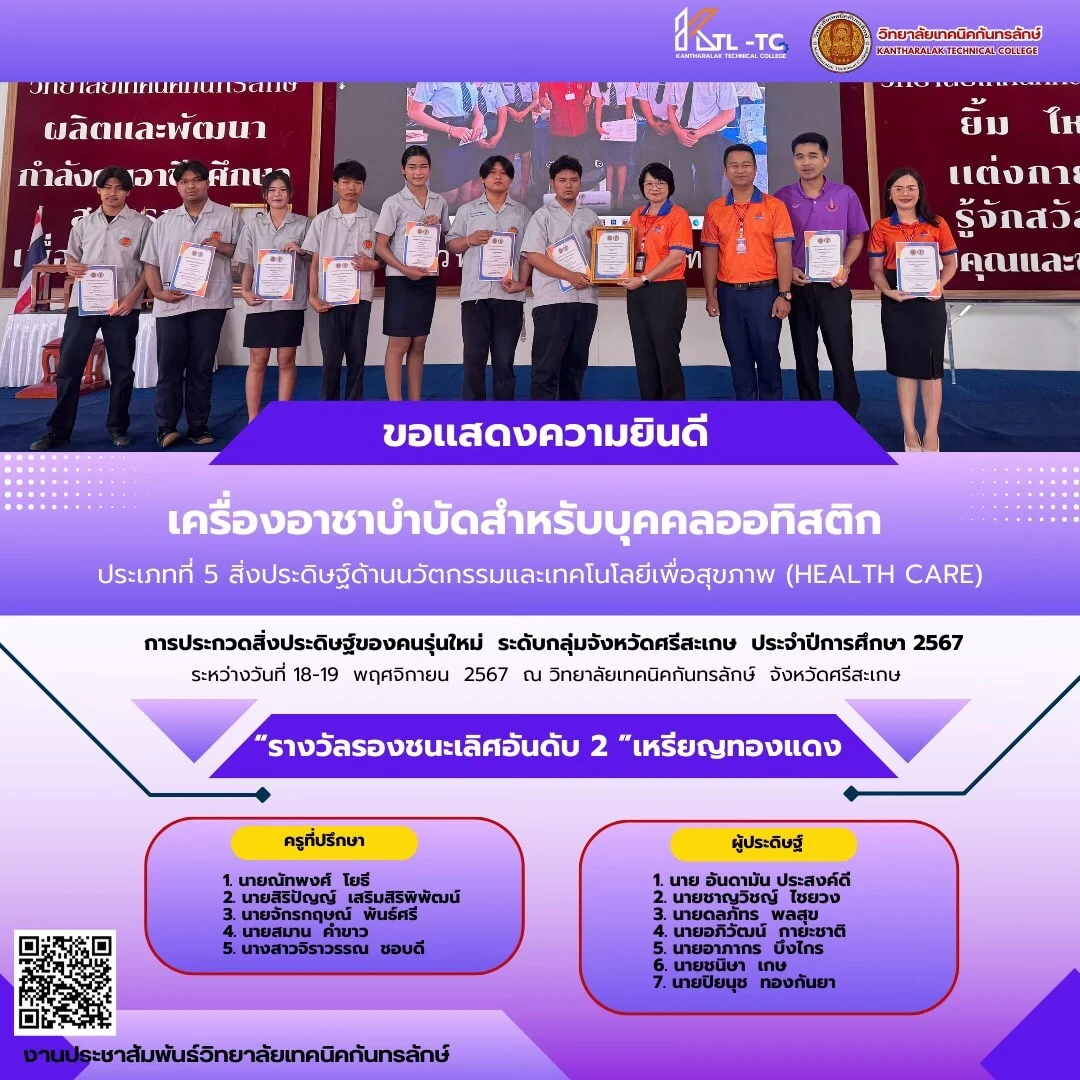 KTL -TC
KANTHARALAK TECHNICAL COLLEGE
วิทยาลัยเทคนิคกันทรลักษ์
KANTHARALAK TECHNICAL COLLEGE
วิทยาลัยเทคนิคกันทรลักษ์
ผลิตและพัฒนา
ยิ้ม
แต่งกาย
ขอแสดงความยินดี
เครื่องอาชาบำบัดสำหรับบุคคลออทิสติก
ประเภทที่ 5 สิ่งประดิษฐ์ด้านนวัตกรรมและเทคโนโลยีเพื่อสุขภาพ (HEALTH CARE)
การประกวดสิ่งประดิษฐ์ของคนรุ่นใหม่ ระดับกลุ่มจังหวัดศรีสะเกษ ประจำปีการศึกษา 2567
ระหว่างวันที่ 18-19 พฤศจิกายน 2567 ณ วิทยาลัยเทคนิคกันทรลักษ์ จังหวัดศรีสะเกษ
“รางวัลรองชนะเลิศอันดับ 2 ”เหรียญทองแดง
ครูที่ปรึกษา
1. นายณัทพงศ์ โยธี
2. นายสิริปัญญ์ เสริมสิริพิพัฒน์
3. นายจักรกฤษณ์ พันธ์ศรี
4. นายสมาน คำขาว
5. นางสาวจิราวรรณ ชอบดี
ผู้ประดิษฐ์
1. นาย อันดามัน ประสงค์ดี
2. นายชาญวิชญ์ ไชยวง
3. นายดลภัทร พลสุข
4. นายอภิวัฒน์ กายะชาติ
5. นายอาภากร บึงไกร
6. นายชนิษา เกษ
7. นายปิยนุช ทองกันยา
งานประชาสัมพันธ์วิทยาลัยเทคนิคกันทรลักษ์